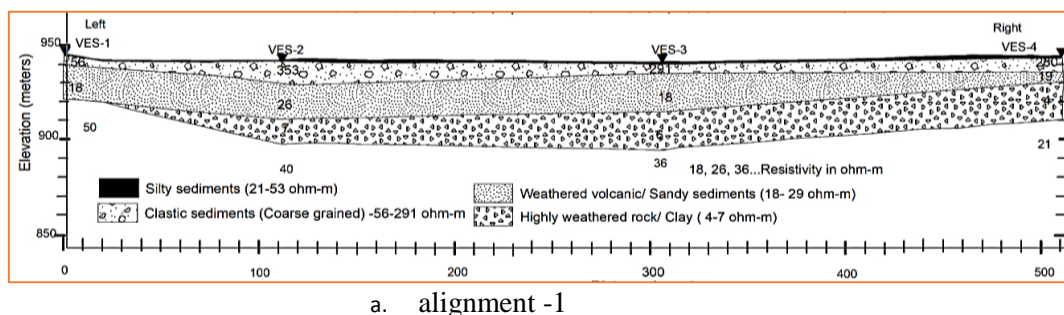 Left
Right
950
VES-1
VES-2
VES-3
VES-4
56
353
291
280
18
26
18
19
50
7
6
4
900
40
36
21
18, 26, 36...Resistivity in ohm-m
Elevation (meters)
Silty sediments (21-53 ohm-m)
Weathered volcanic/ Sandy sediments (18- 29 ohm-m)
Clastic sediments (Coarse grained) -56-291 ohm-m
Highly weathered rock/ Clay ( 4-7 ohm-m)
850
0
100
200
300
400
500
a. alignment -1